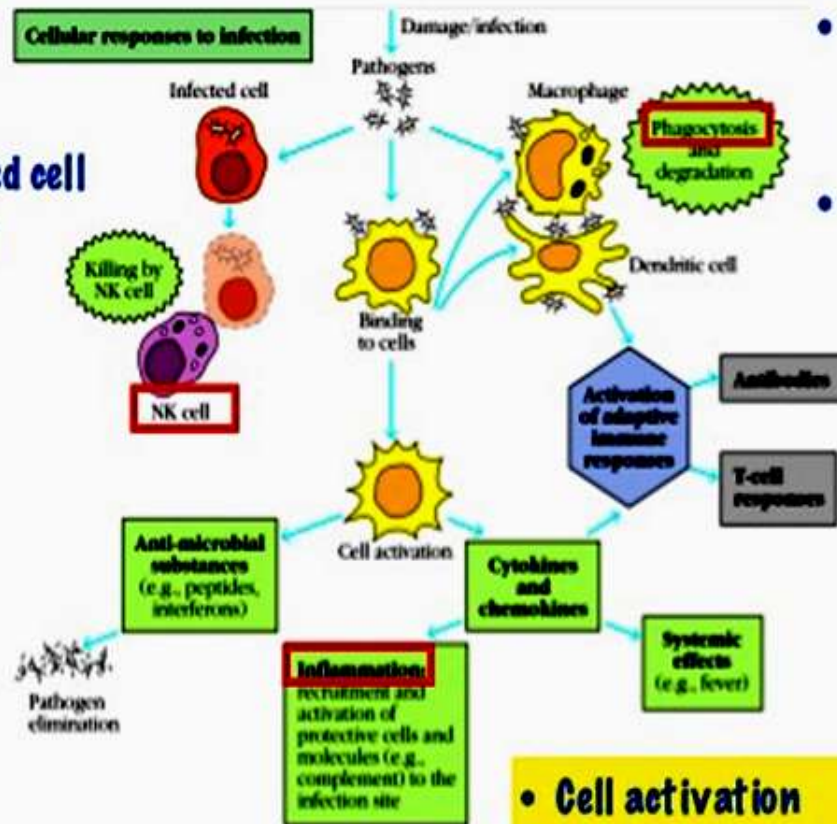 Cellular responses to infection
Damage/infection
Pathogens
Infected cell
Macrophage
Phagocytosis
and
degradation
cell
Killing by
NK cell
NK cell
Binding
to cells
Dendritic cell
Activation
of adaptive
immune
responses
Antibodies
T-cell
responses
Cell activation
Anti-microbial
substances
(e.g., peptides,
interferons)
Cytokines
and
chemokines
Pathogen
elimination
Inflammation:
recruitment and
activation of
protective cells and
molecules (e.g.,
complement) to the
infection site
Systemic
effects
(e.g., fever)
• Cell activation